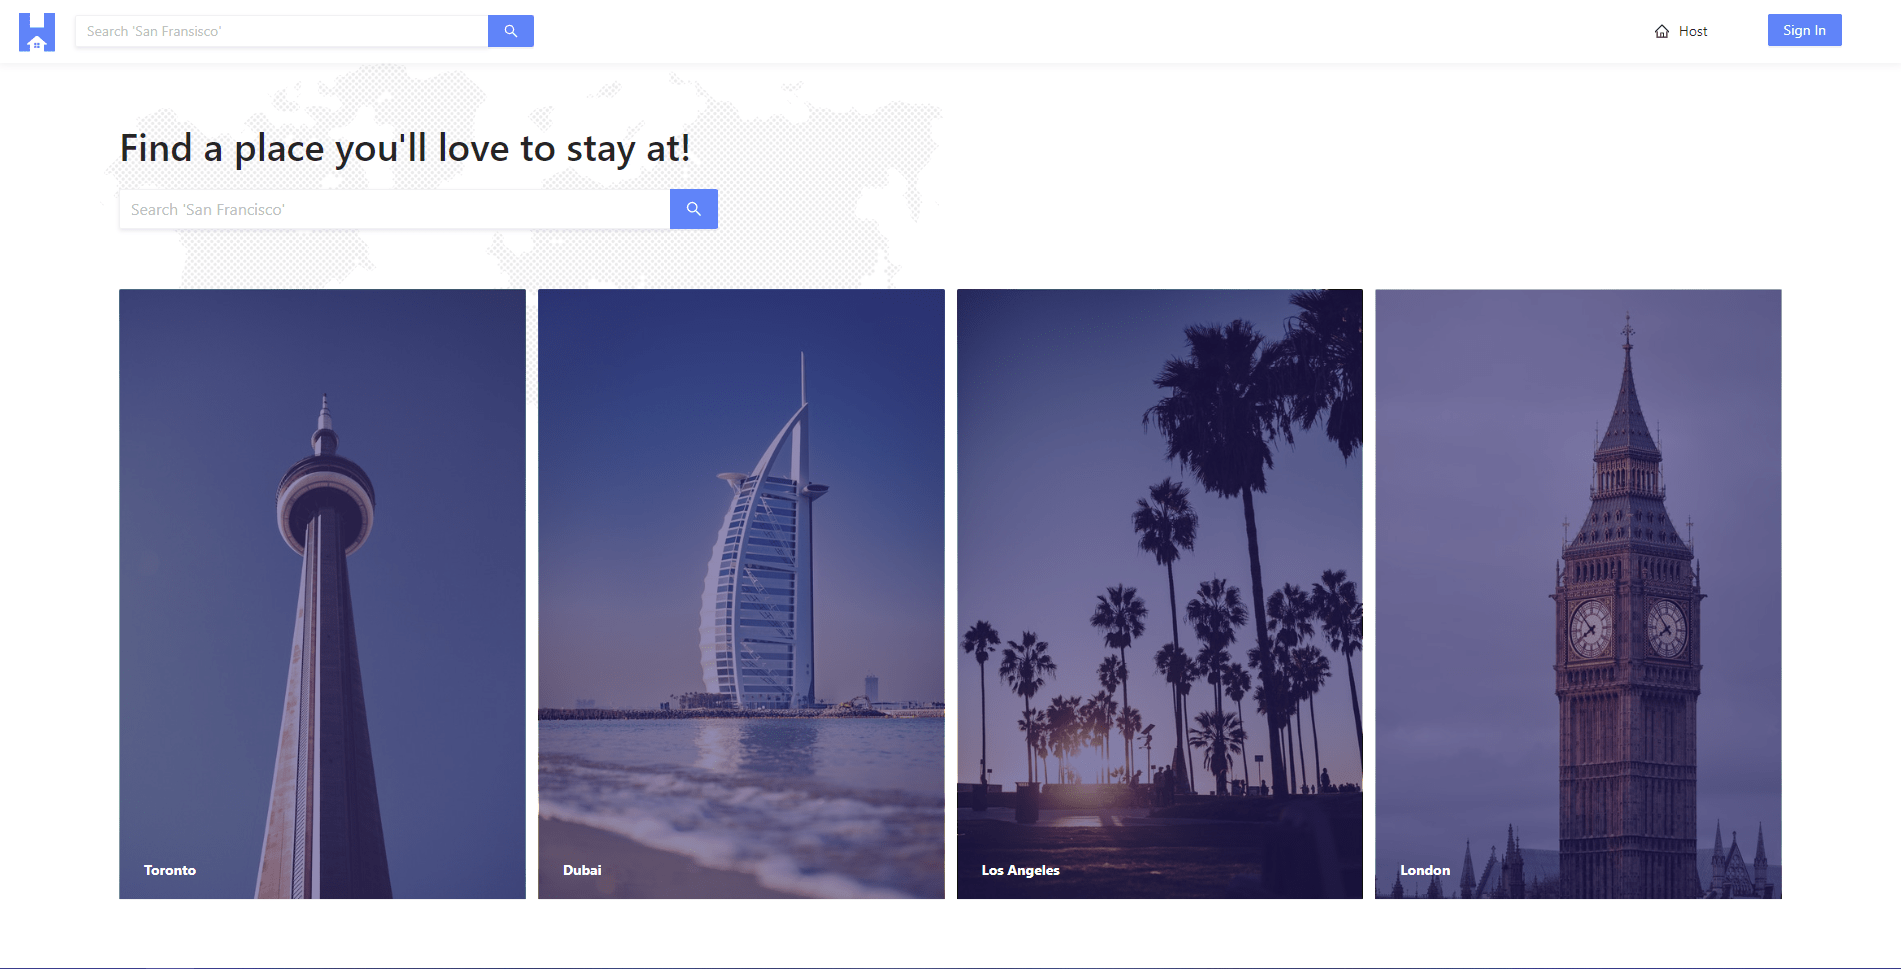 Search 'San Fransisco'
Host
Sign In
Find a place you'll love to stay at!
Search 'San Francisco'
Toronto
Dubai
Los Angeles
London